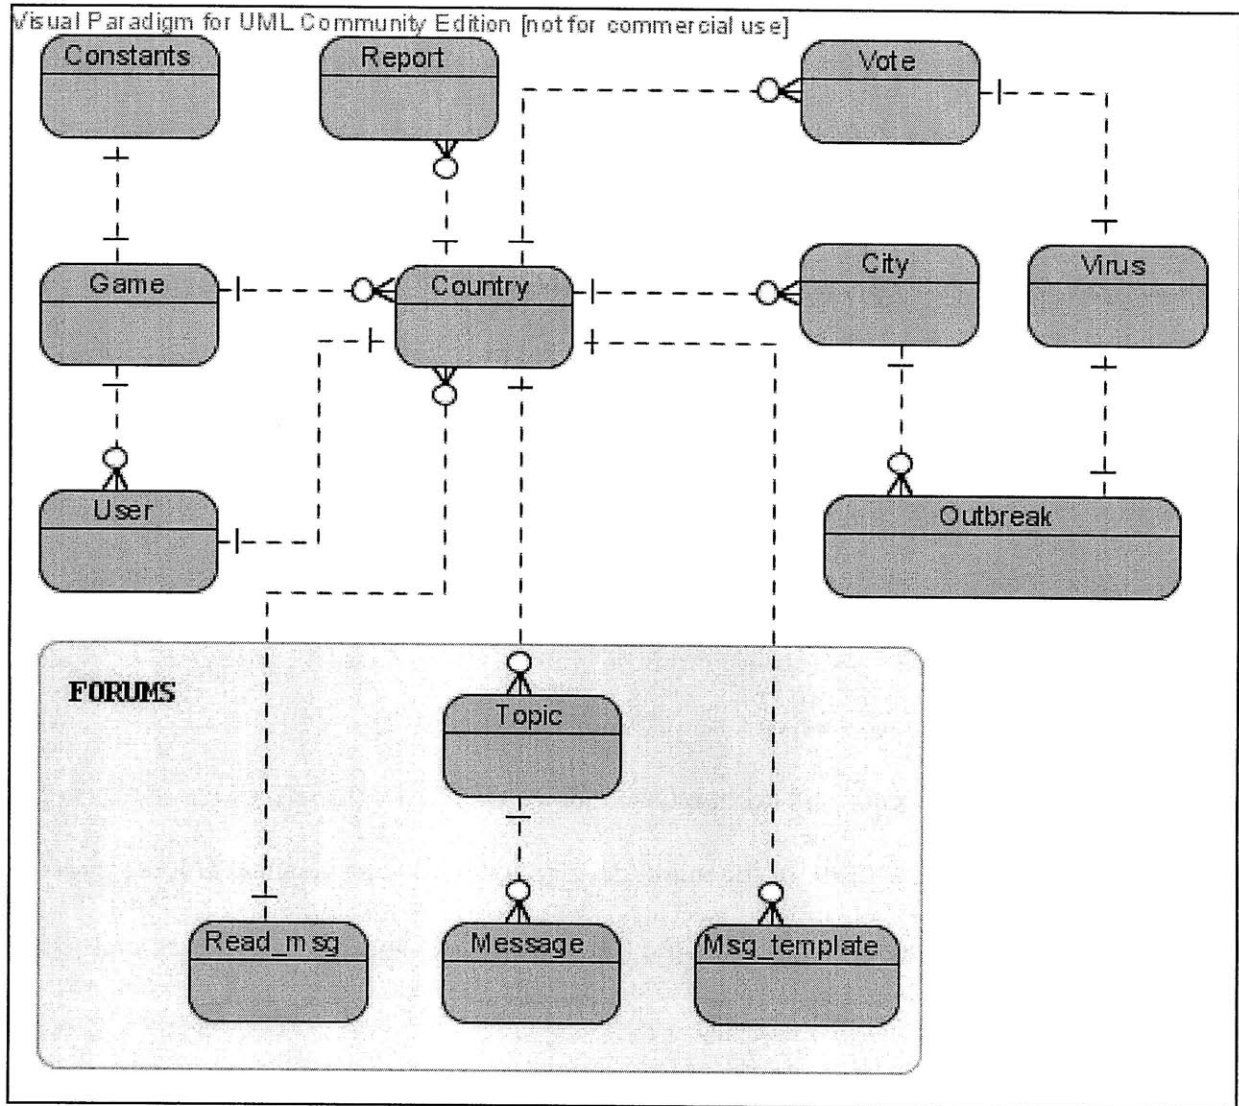 Visual Paradigm for UML Community Edition [not for commercial use]
Constants
Report
Vote
Game
Country
City
Virus
User
Outbreak
FORUMS
Topic
Read_msg
Message
Msg_template